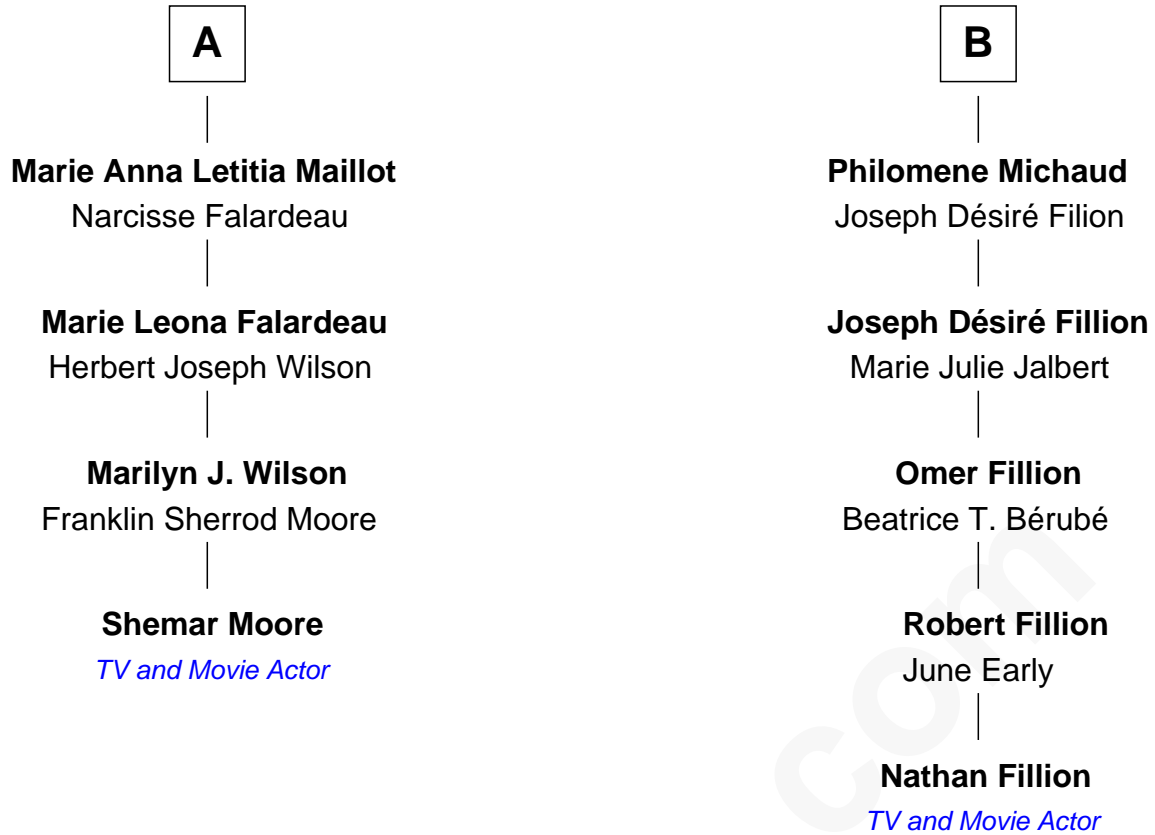 A
Marie Anna Letitia Maillot
Narcisse Falardeau
Marie Leona Falardeau
Herbert Joseph Wilson
Marilyn J. Wilson
Franklin Sherrod Moore
Shemar Moore
TV and Movie Actor
B
Philomene Michaud
Joseph Désiré Filion
Joseph Désiré Fillion
Marie Julie Jalbert
Omer Fillion
Beatrice T. Bérubé
Robert Fillion
June Early
Nathan Fillion
TV and Movie Actor
com